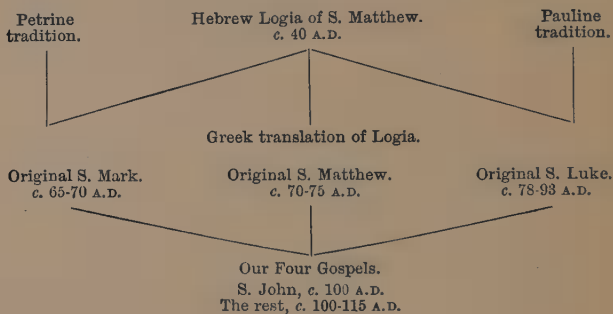 Petrine
tradition.
Hebrew Logia of S. Matthew.
c. 40 A.D.
Pauline
tradition.
Greek translation of Logia.
Original S. Mark.
c. 65-70 A.D.
Original S. Matthew.
c. 70-75 A.D.
Original S. Luke.
c. 78-93 A.D.
Our Four Gospels.
S. John, c. 100 A.D.
The rest, c. 100-115 A.D.